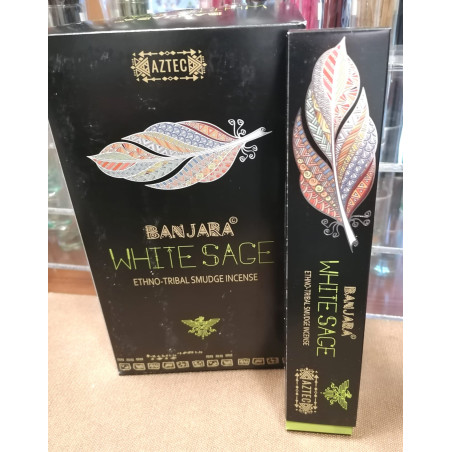 AZTEC
BANJARA©
WHITE SAGE
ETHNO-TRIBAL SMUDGE INCENSE
BANJARA©
WHITE SAGE
ETHNO-TRIBAL SMUDGE INCENSE
AZTEC